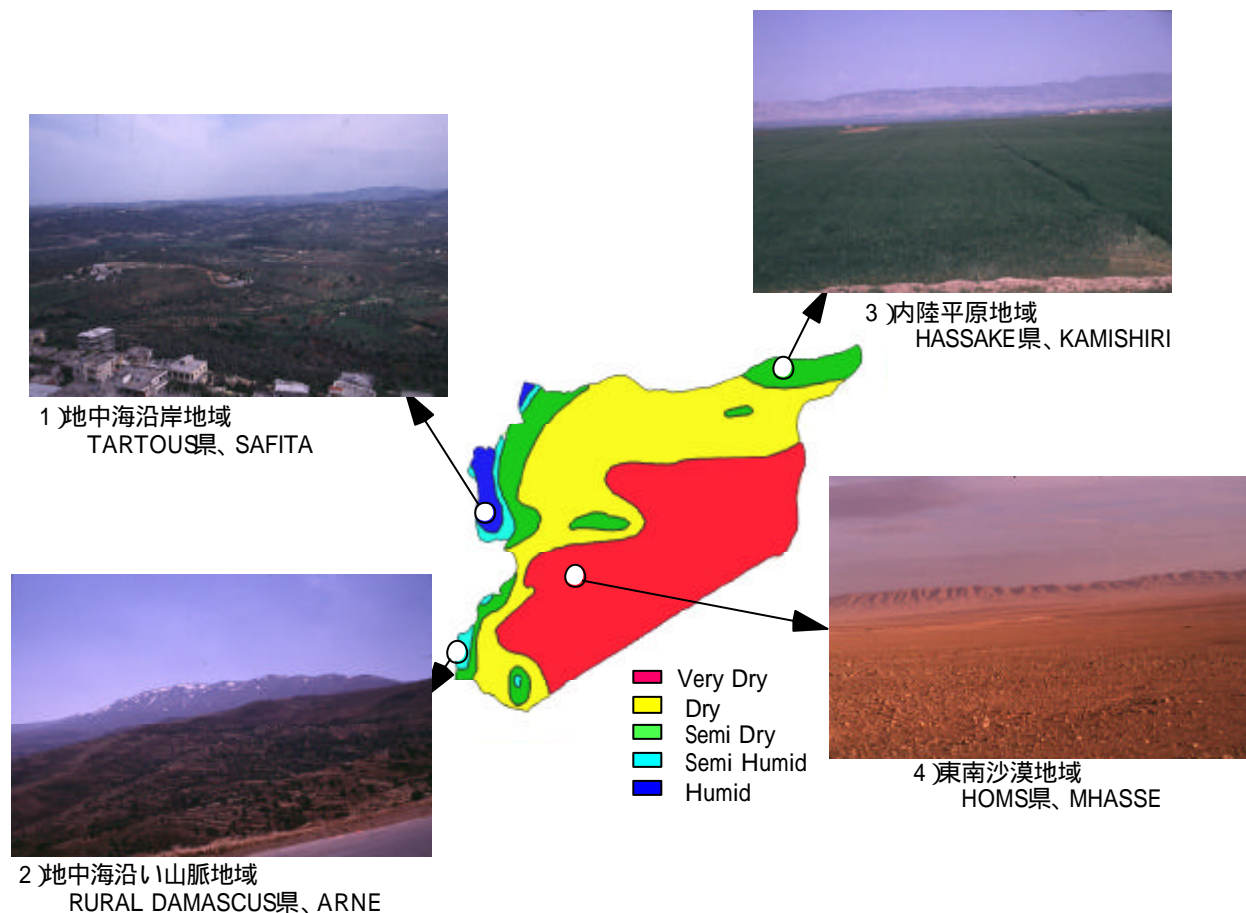 1)地中海沿岸地域
TARTOUS県、SAFITA
2)地中海沿い山脈地域
RURAL DAMASCUS県、ARNE
3)内陸平原地域
HASSAKE県、KAMISHIRI
4)東南沙漠地域
HOMS県、MHASSE
Very Dry
Dry
Semi Dry
Semi Humid
Humid